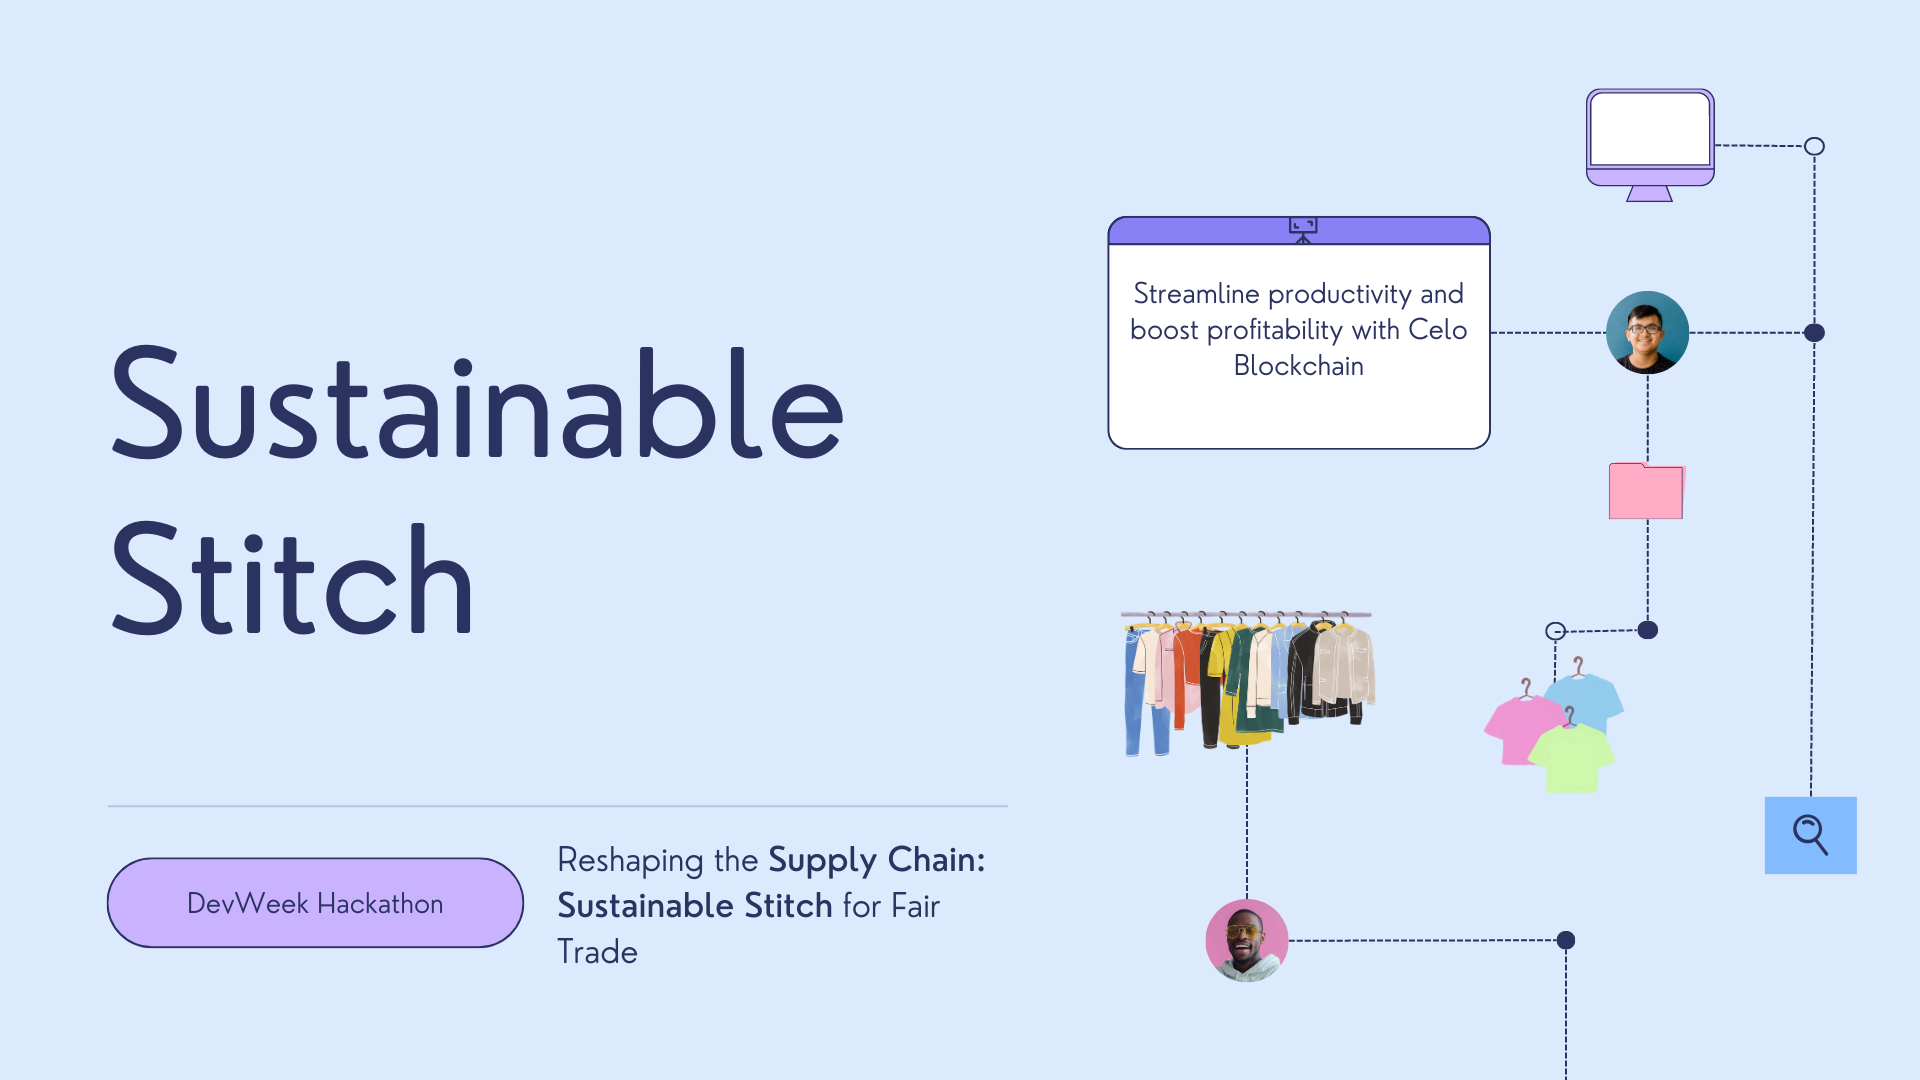 Sustainable
Stitch
DevWeek Hackathon
Reshaping the Supply Chain:
Sustainable Stitch for Fair
Trade
Streamline productivity and
boost profitability with Celo
Blockchain